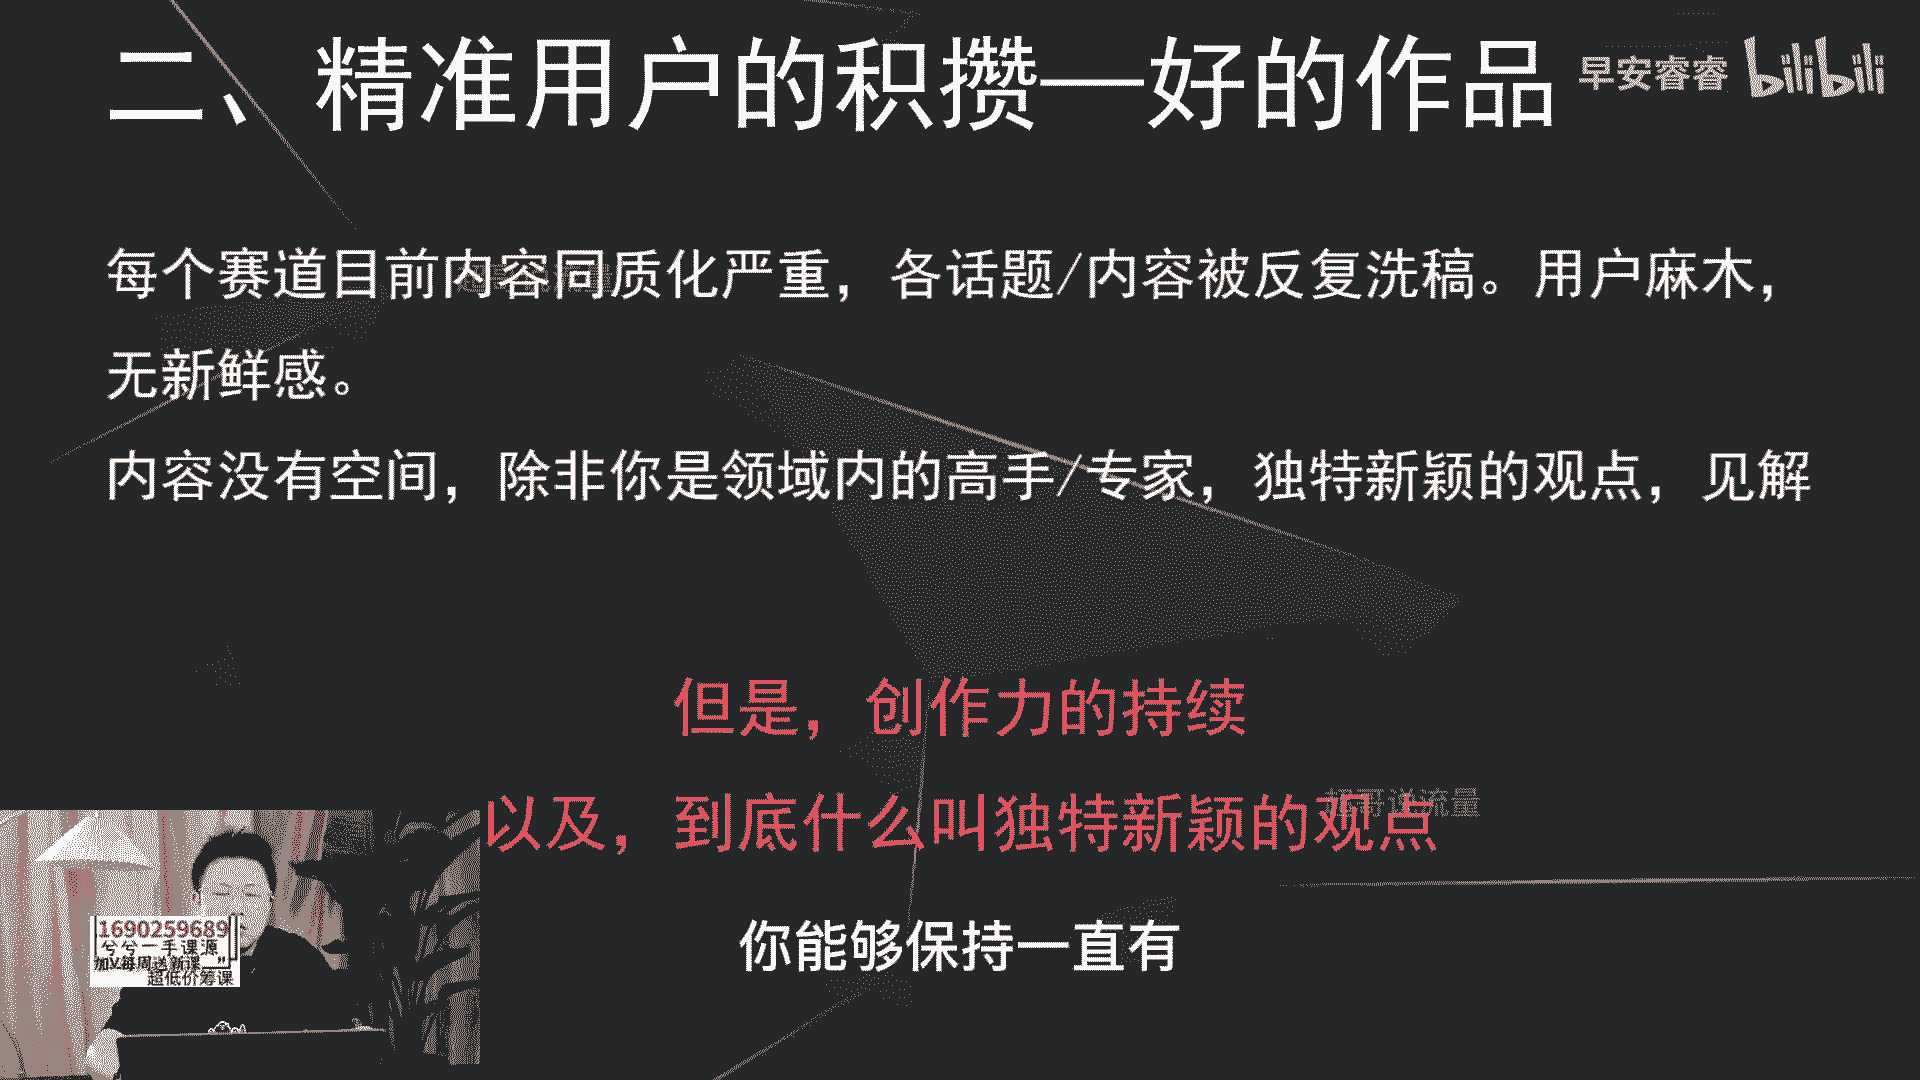 二、精准用户的积攒—好的作品
早安睿睿 bilibili
每个赛道目前内容同质化严重，各话题/内容被反复洗稿。用户麻木，
无新鲜感。
内容没有空间，除非你是领域内的高手/专家，独特新颖的观点，见解
但是，创作力的持续
以及，到底什么叫独特新颖的观点
超哥说流量
1690259689
兮兮一手课源
加V每周送新课
超低价筹课
你能够保持一直有